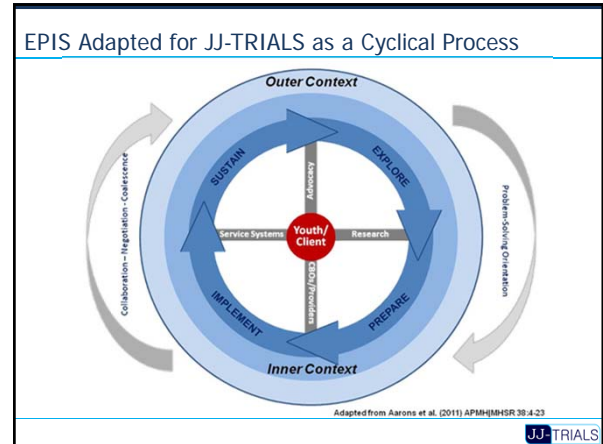 EPIS Adapted for JJ-TRIALS as a Cyclical Process
Outer Context
SUSTAIN
EXPLORE
Advocacy
Collaboration – Negotiation - Coalescence
Service Systems
Youth/
Client
Research
Problem-Solving Orientation
CBOs/Providers
IMPLEMENT
PREPARE
Inner Context
Adapted from Aarons et al. (2011) APMH|MHSR 38:4-23
JJ-TRIALS